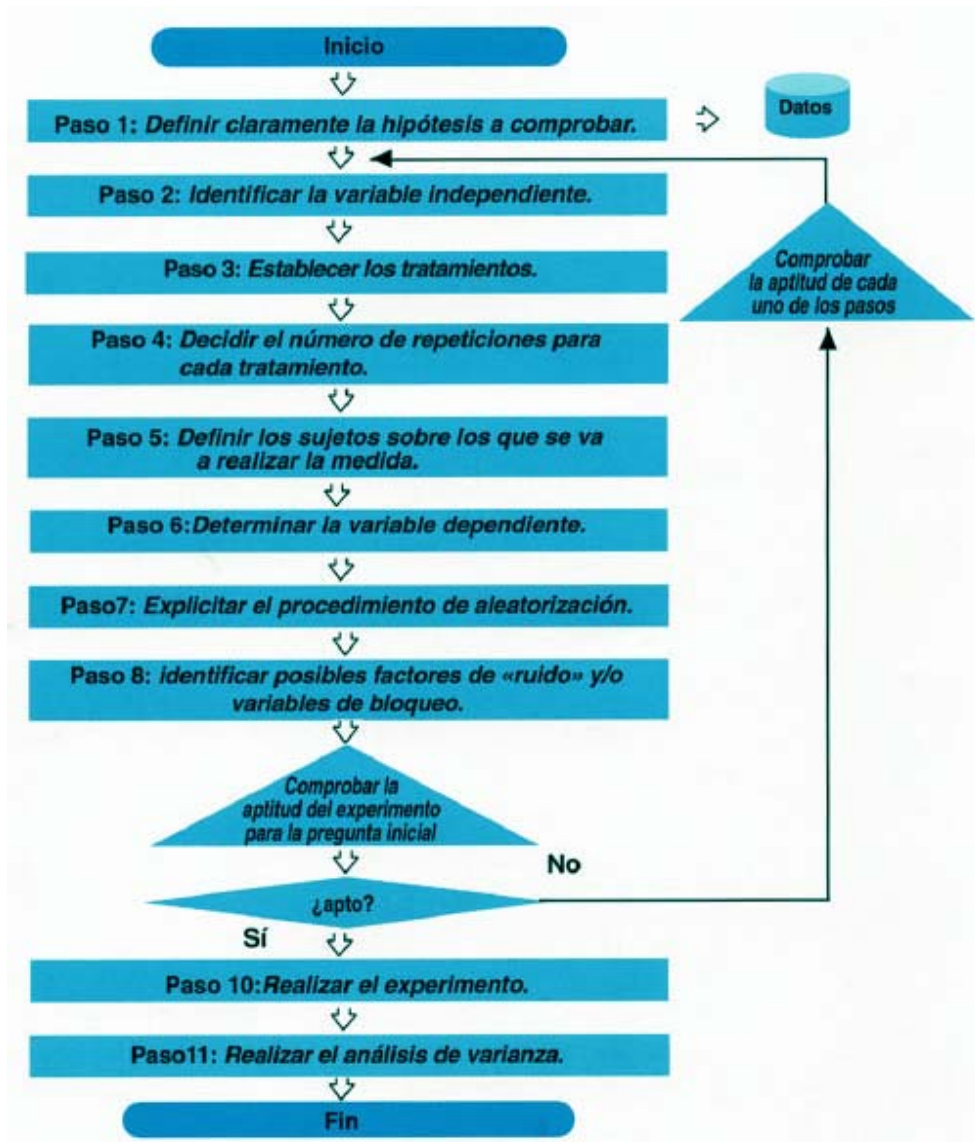 Inicio
Paso 1: Definir claramente la hipótesis a comprobar.
Datos
Paso 2: Identificar la variable independiente.
Paso 3: Establecer los tratamientos.
Comprobar
la aptitud de cada
uno de los pasos
Paso 4: Decidir el número de repeticiones para
cada tratamiento.
Paso 5: Definir los sujetos sobre los que se va
a realizar la medida.
Paso 6:Determinar la variable dependiente.
Paso7: Explicitar el procedimiento de aleatorización.
Paso 8: identificar posibles factores de «ruido» y/o
variables de bloqueo.
Comprobar la
aptitud del experimento
para la pregunta inicial
No
¿apto?
Sí
Paso 10:Realizar el experimento.
Paso11: Realizar el análisis de varianza.
Fin